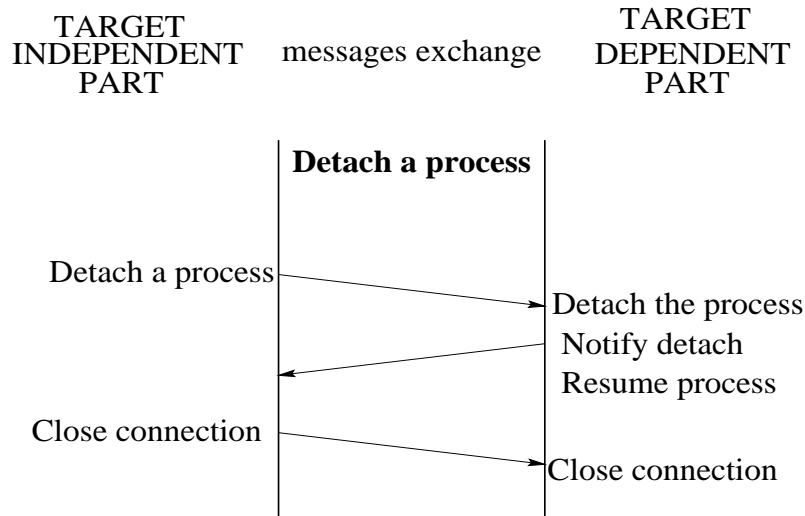 TARGET
INDEPENDENT
PART
messages exchange
TARGET
DEPENDENT
PART
Detach a process
Detach a process
Detach the process
Notify detach
Resume process
Close connection
Close connection